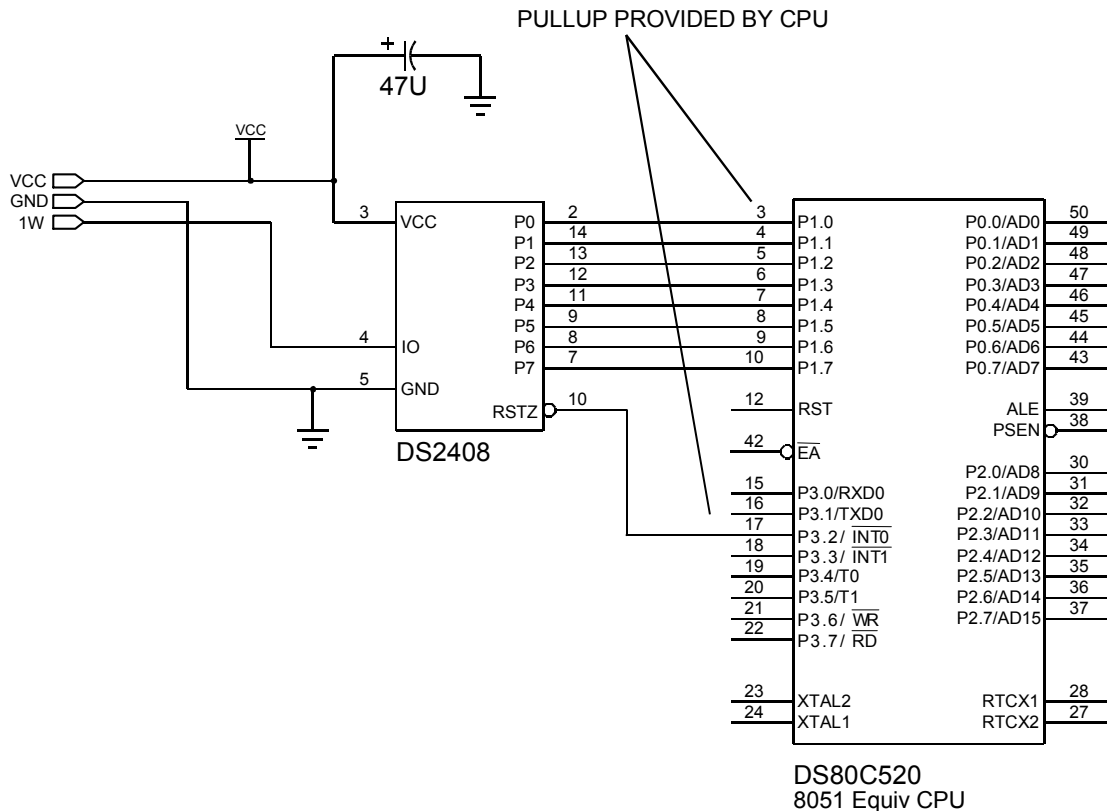 PULLUP PROVIDED BY CPU
+
47U
VCC
VCC
GND
1W
3 VCC
4 IO
5 GND
P0 2
P1 14
P2 13
P3 12
P4 11
P5 9
P6 8
P7 7
RSTZ 10
DS2408
3 P1.0
4 P1.1
5 P1.2
6 P1.3
7 P1.4
8 P1.5
9 P1.6
10 P1.7
12 RST
42 EA
15 P3.0/RXD0
16 P3.1/TXD0
17 P3.2/ INT0
18 P3.3/ INT1
19 P3.4/T0
20 P3.5/T1
21 P3.6/ WR
22 P3.7/ RD
23 XTAL2
24 XTAL1
P0.0/AD0 50
P0.1/AD1 49
P0.2/AD2 48
P0.3/AD3 47
P0.4/AD4 46
P0.5/AD5 45
P0.6/AD6 44
P0.7/AD7 43
ALE 39
PSEN 38
P2.0/AD8 30
P2.1/AD9 31
P2.2/AD10 32
P2.3/AD11 33
P2.4/AD12 34
P2.5/AD13 35
P2.6/AD14 36
P2.7/AD15 37
RTCX1 28
RTCX2 27
DS80C520
8051 Equiv CPU